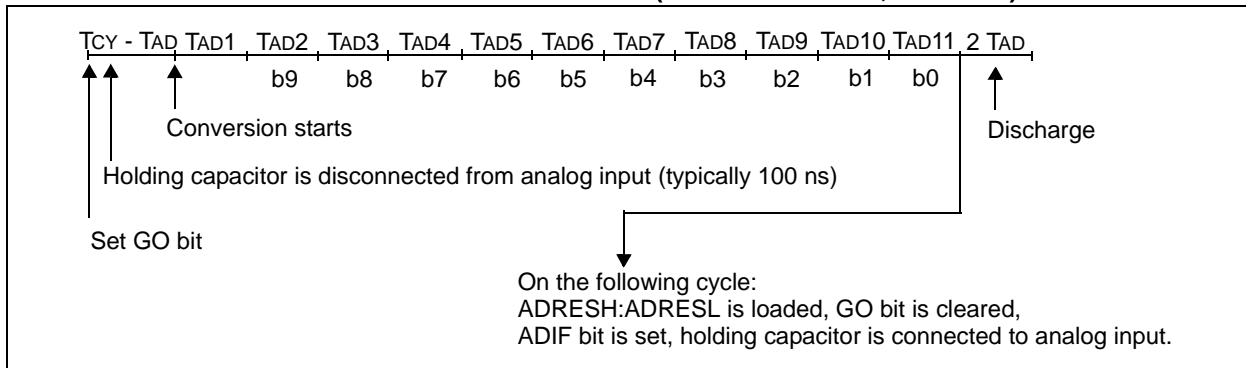 TCY - TAD TAD1 TAD2 TAD3 TAD4 TAD5 TAD6 TAD7 TAD8 TAD9 TAD10 TAD11 2 TAD
b9 b8 b7 b6 b5 b4 b3 b2 b1 b0
Conversion starts
Discharge
Holding capacitor is disconnected from analog input (typically 100 ns)
Set GO bit
On the following cycle:
ADRESH:ADRESL is loaded, GO bit is cleared,
ADIF bit is set, holding capacitor is connected to analog input.